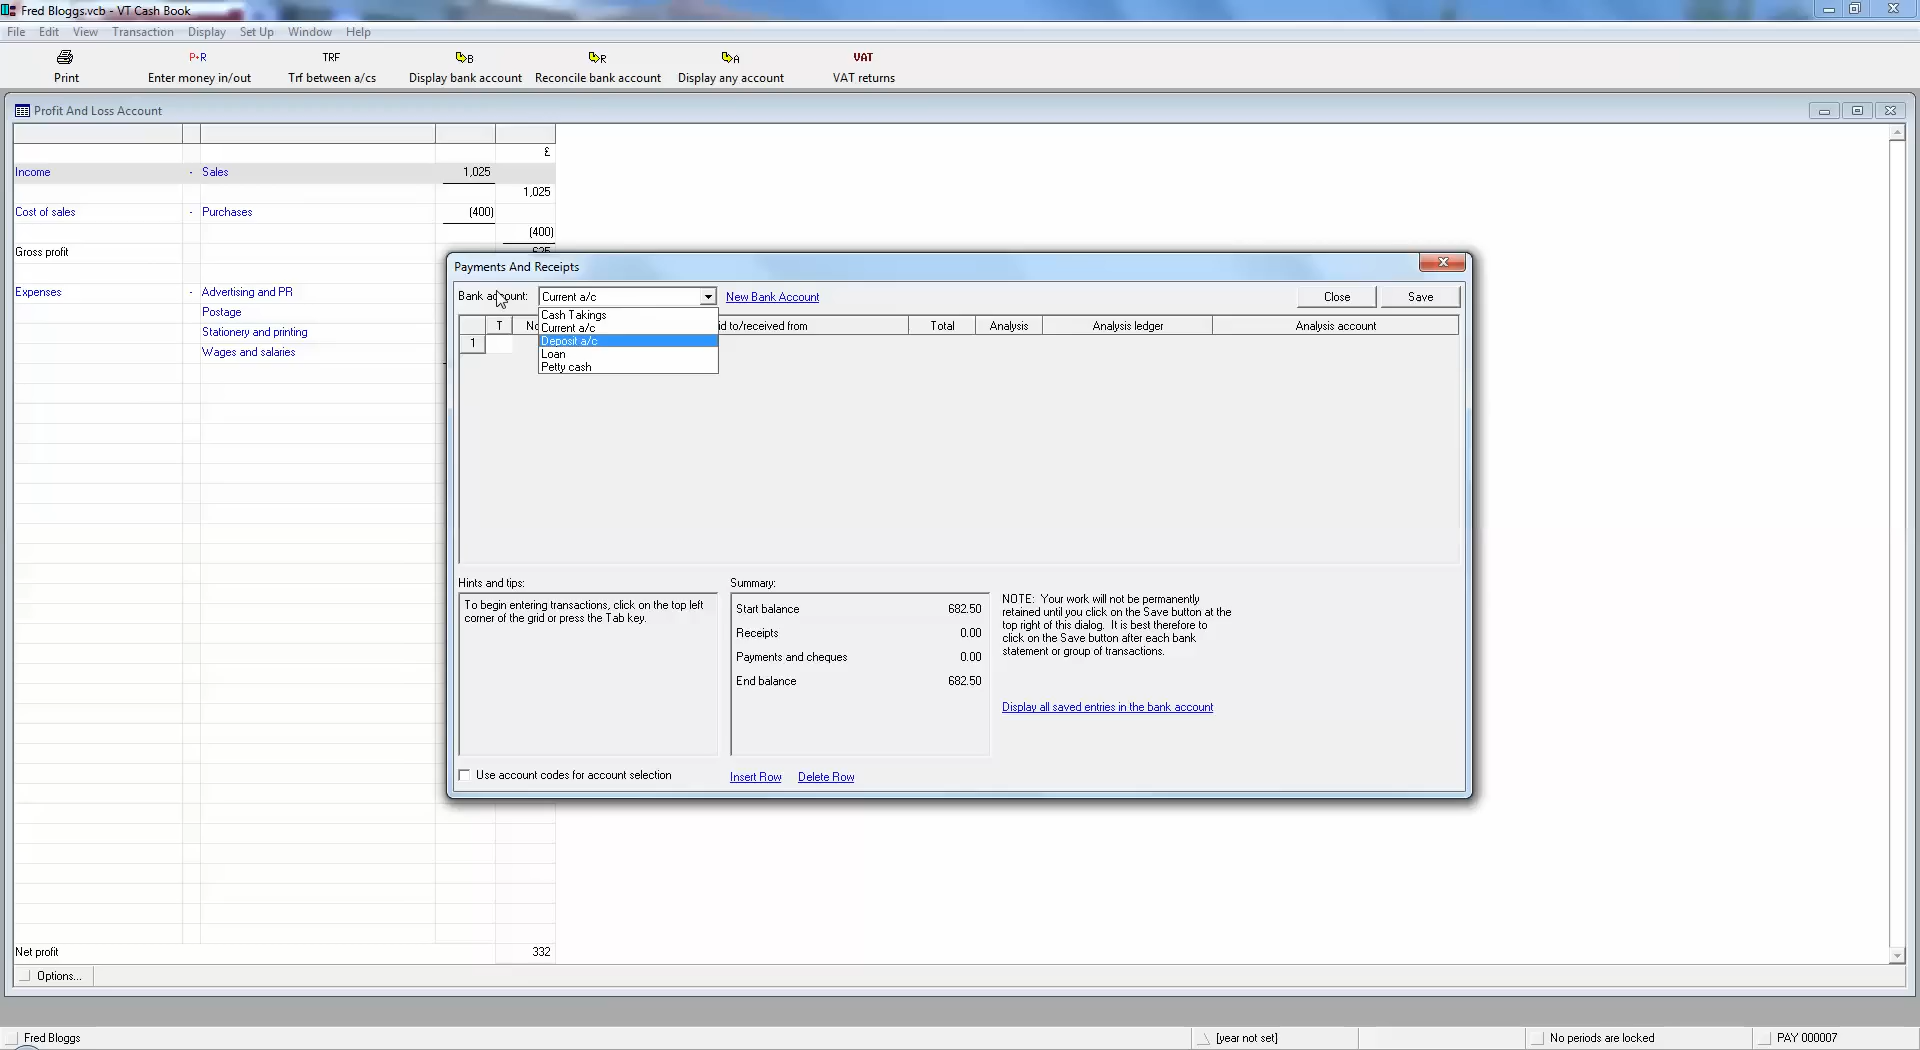 Fred Bloggs.vcb - VT Cash Book
File Edit View Transaction Display Set Up Window Help
P+R TRF B R A VAT
Print Enter money in/out Trf between a/cs Display bank account Reconcile bank account Display any account VAT returns
Profit And Loss Account
£
Income - Sales 1,025
1,025
Cost of sales - Purchases (400)
(400)
Gross profit
Expenses - Advertising and PR
Postage
Stationery and printing
Wages and salaries
Net profit 332
Options...
Payments And Receipts
Bank account: Current a/c New Bank Account Close Save
Cash Takings
Current a/c
Deposit a/c
Loan
Petty cash
T No id to/received from Total Analysis Analysis ledger Analysis account
1
Hints and tips:
To begin entering transactions, click on the top left
corner of the grid or press the Tab key.
Summary:
Start balance 682.50
Receipts 0.00
Payments and cheques 0.00
End balance 682.50
NOTE: Your work will not be permanently
retained until you click on the Save button at the
top right of this dialog. It is best therefore to
click on the Save button after each bank
statement or group of transactions.
Display all saved entries in the bank account
Use account codes for account selection Insert Row Delete Row
Fred Bloggs [year not set] No periods are locked PAY 000007